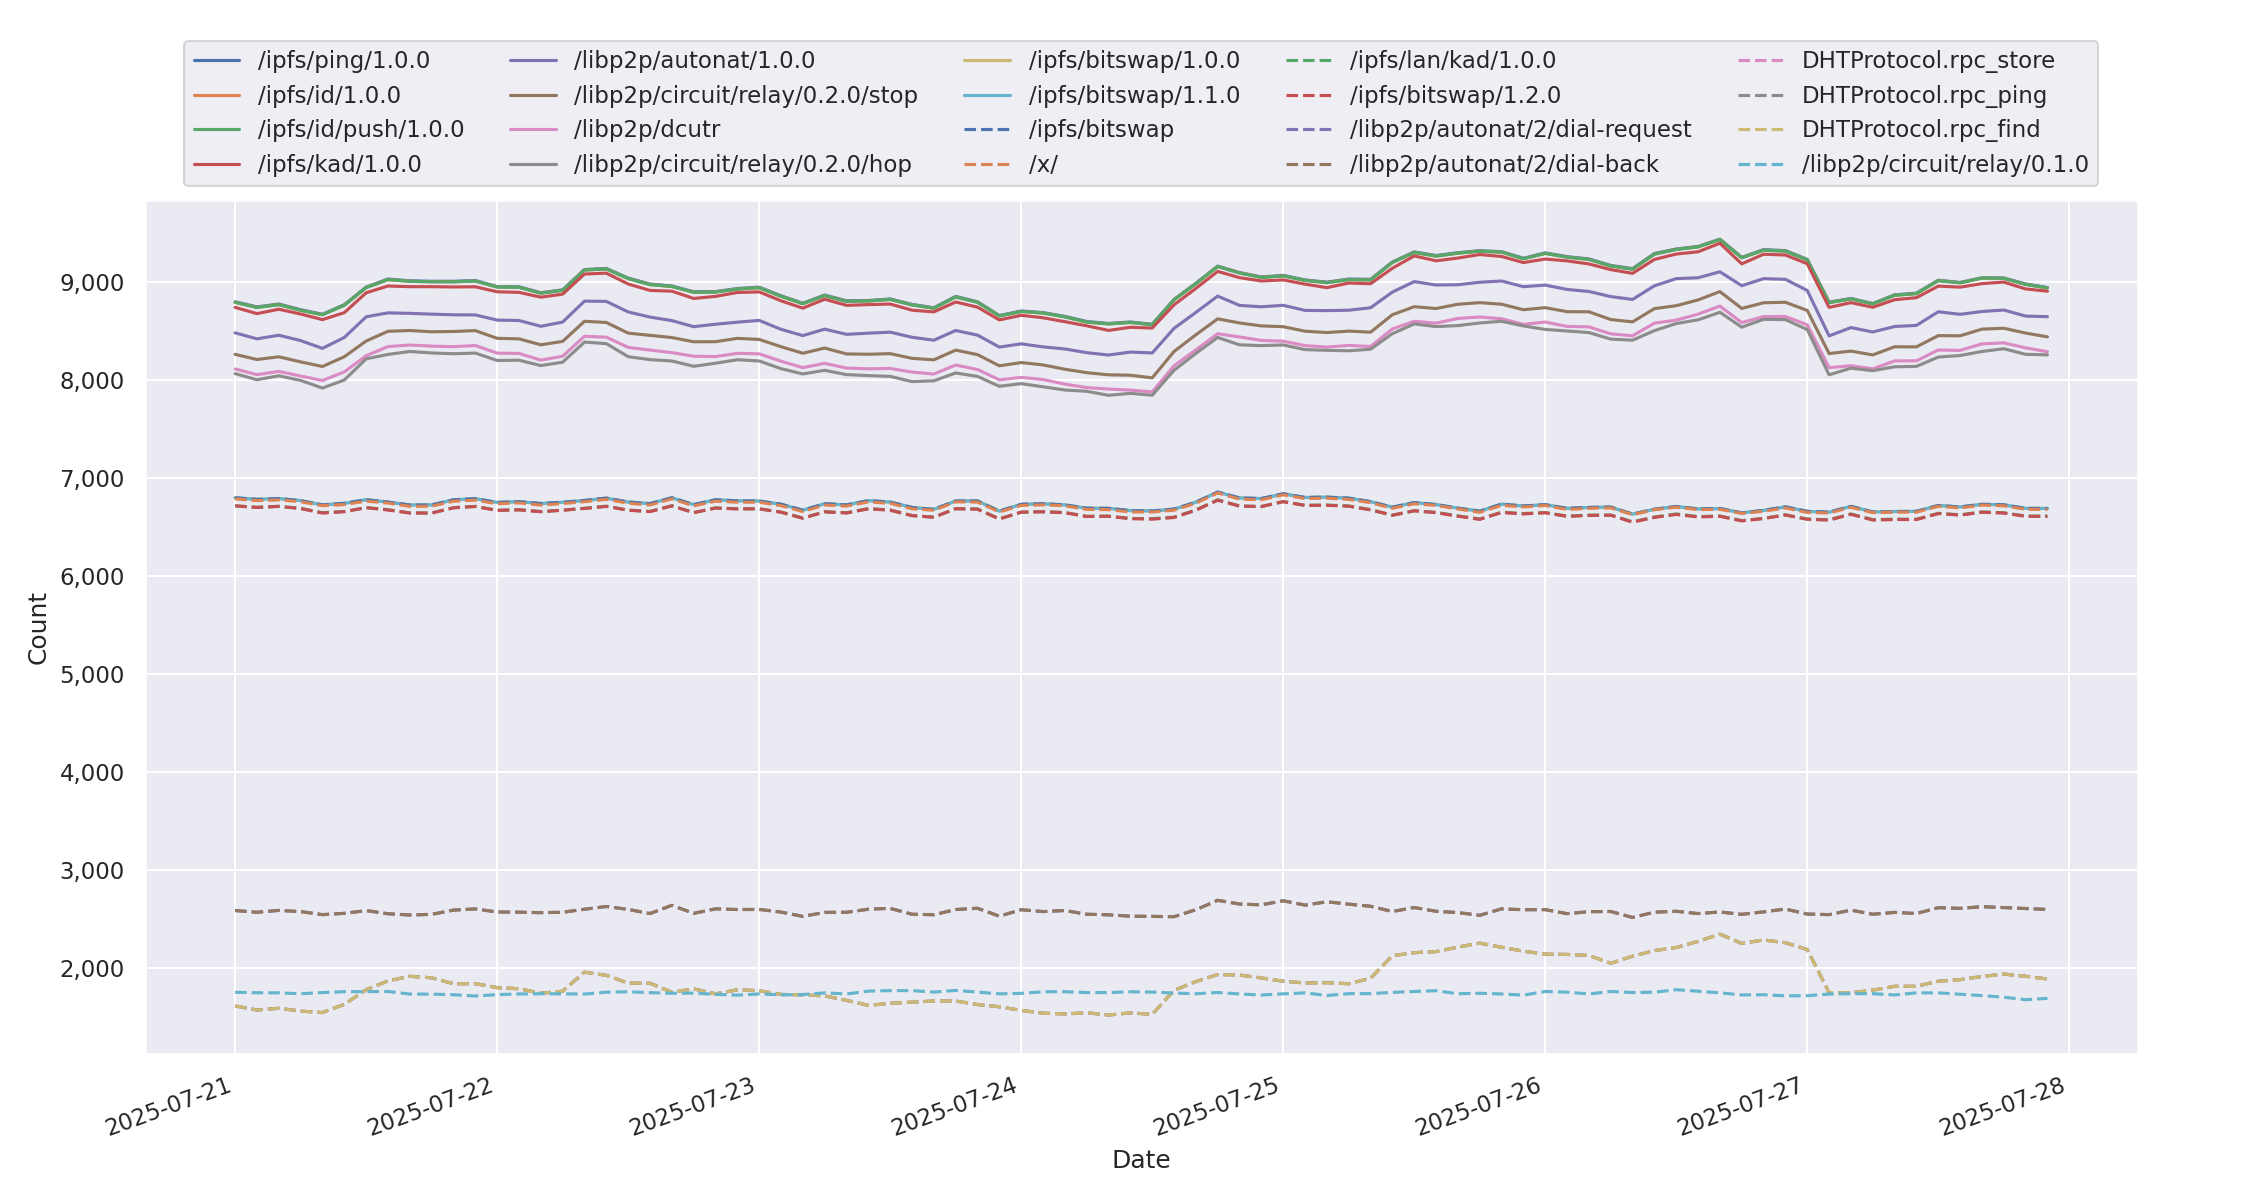 /ipfs/ping/1.0.0
/ipfs/id/1.0.0
/ipfs/id/push/1.0.0
/ipfs/kad/1.0.0
/libp2p/autonat/1.0.0
/libp2p/circuit/relay/0.2.0/stop
/libp2p/dcutr
/libp2p/circuit/relay/0.2.0/hop
/ipfs/bitswap/1.0.0
/ipfs/bitswap/1.1.0
/ipfs/bitswap
/x/
/ipfs/lan/kad/1.0.0
/ipfs/bitswap/1.2.0
/libp2p/autonat/2/dial-request
/libp2p/autonat/2/dial-back
DHTProtocol.rpc_store
DHTProtocol.rpc_ping
DHTProtocol.rpc_find
/libp2p/circuit/relay/0.1.0
9,000
8,000
7,000
6,000
5,000
4,000
3,000
2,000
Count
2025-07-21
2025-07-22
2025-07-23
2025-07-24
2025-07-25
2025-07-26
2025-07-27
2025-07-28
Date